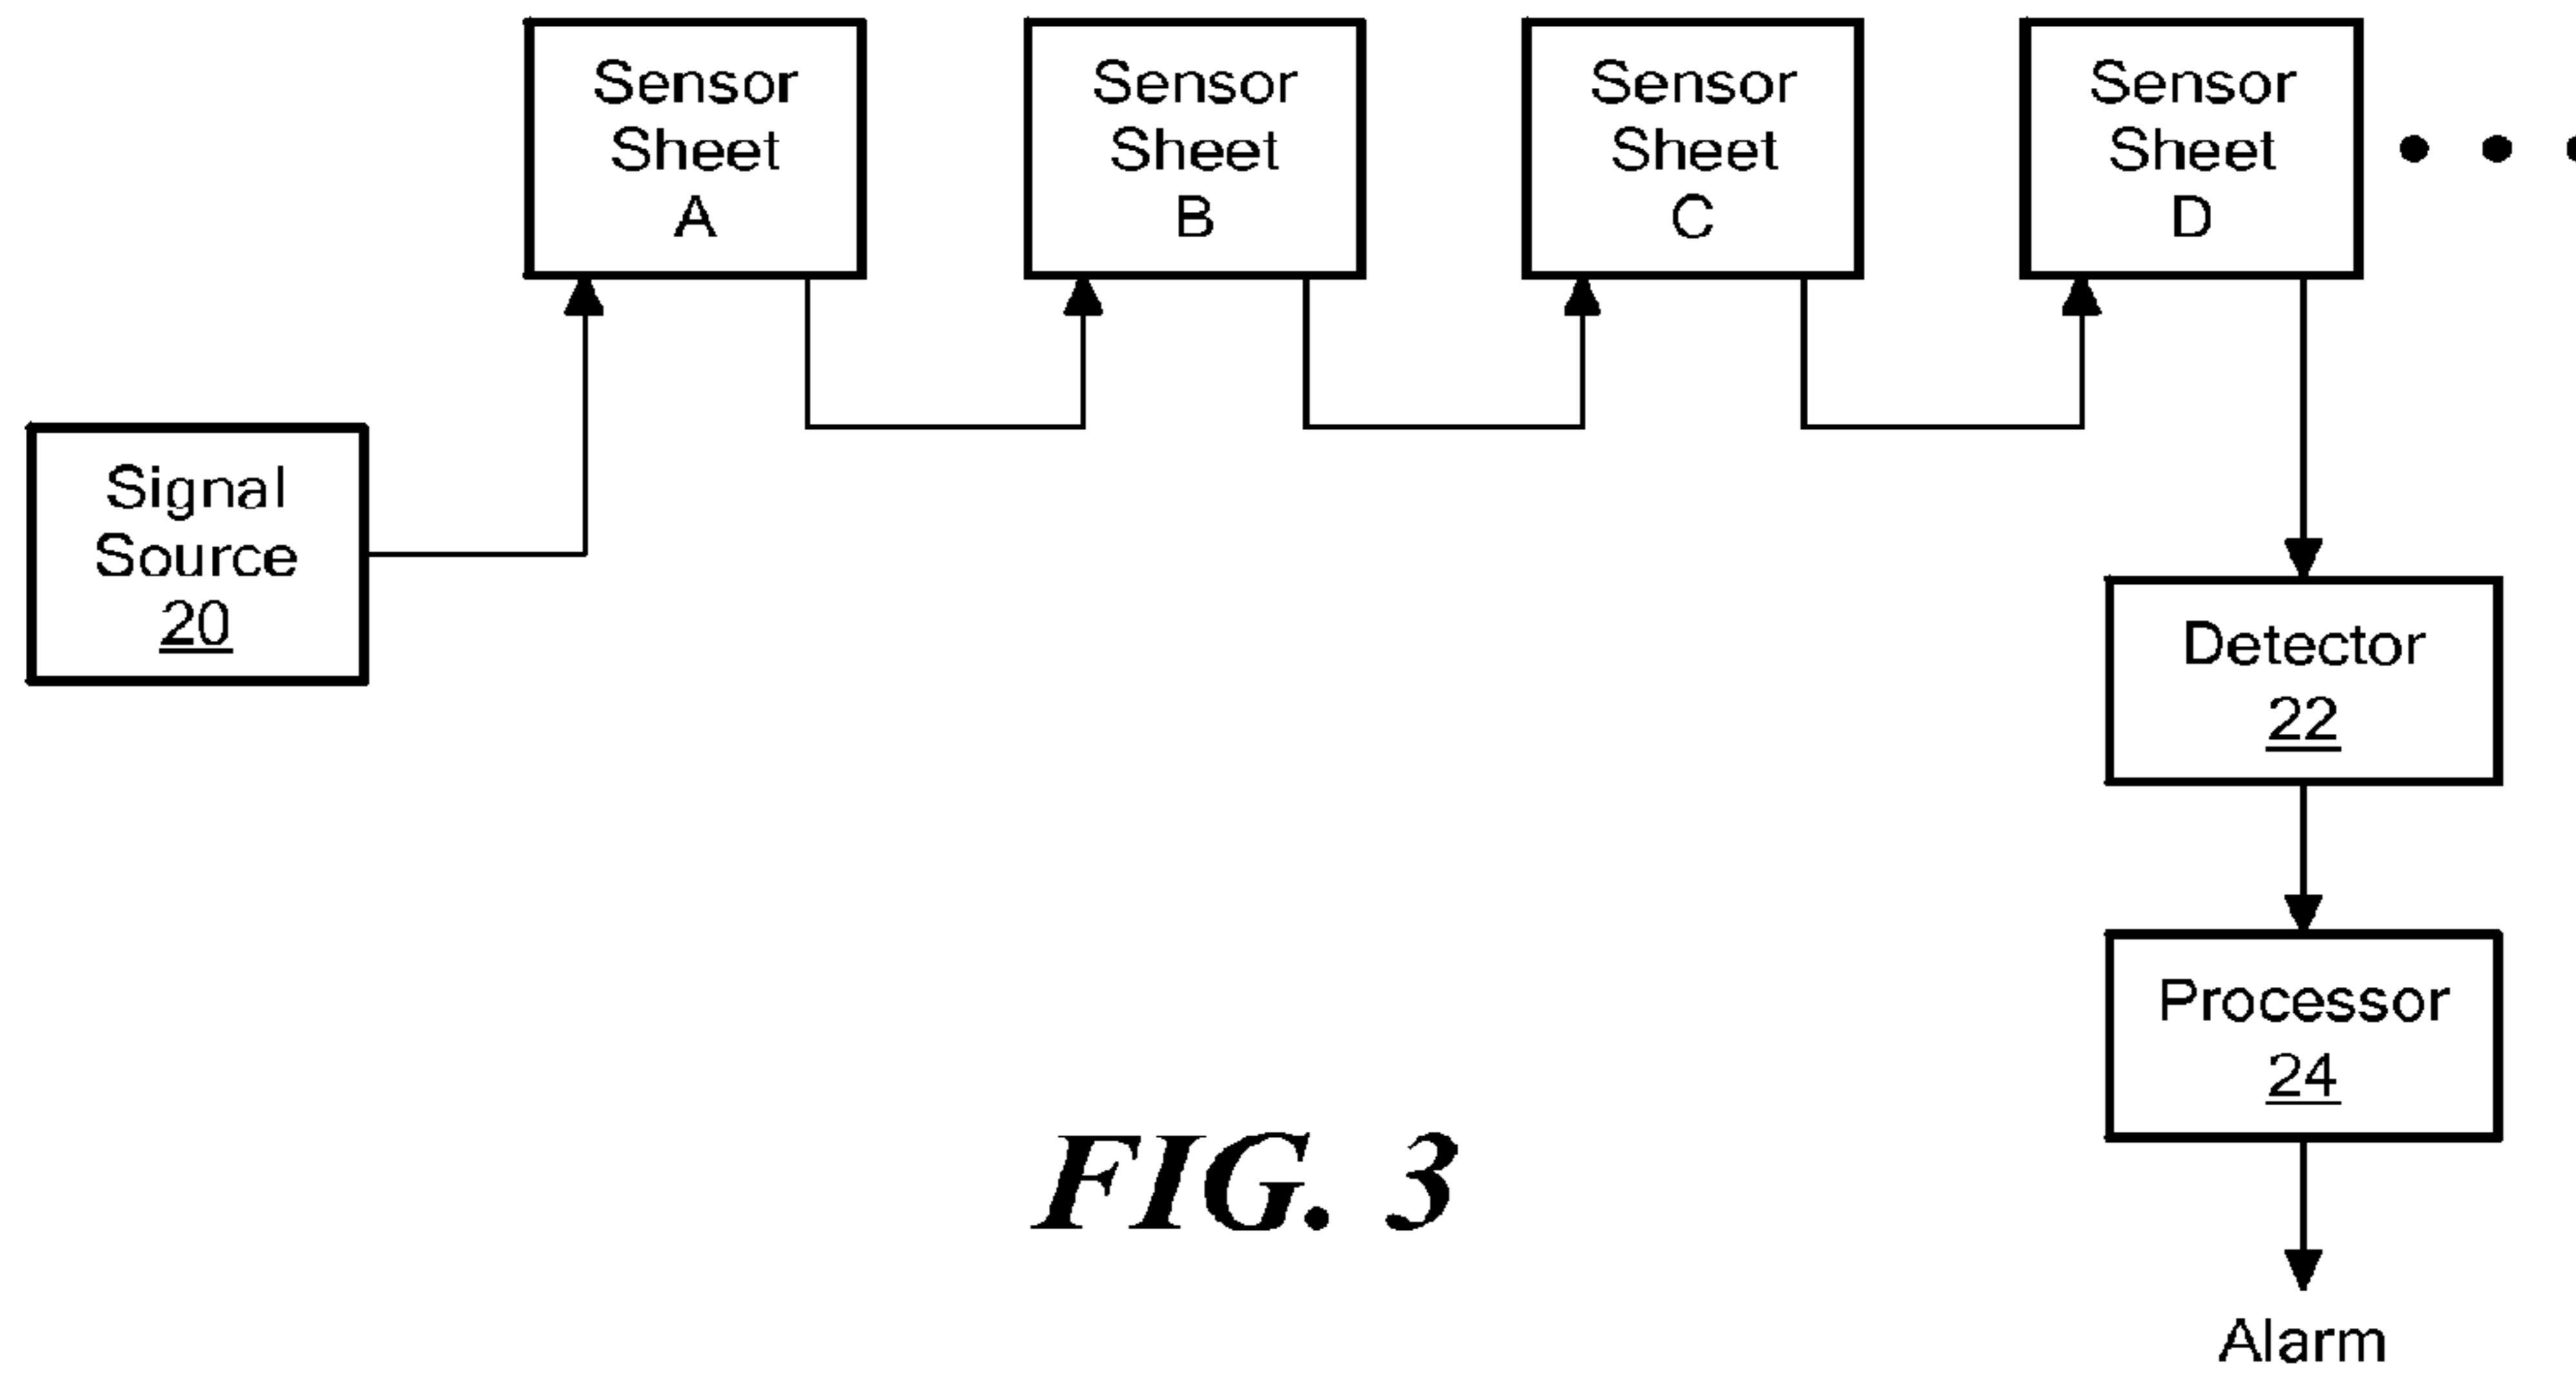 Sensor
Sheet
A
Sensor
Sheet
B
Sensor
Sheet
C
Sensor
Sheet
D
Signal
Source
20
Detector
22
Processor
24
Alarm
FIG. 3